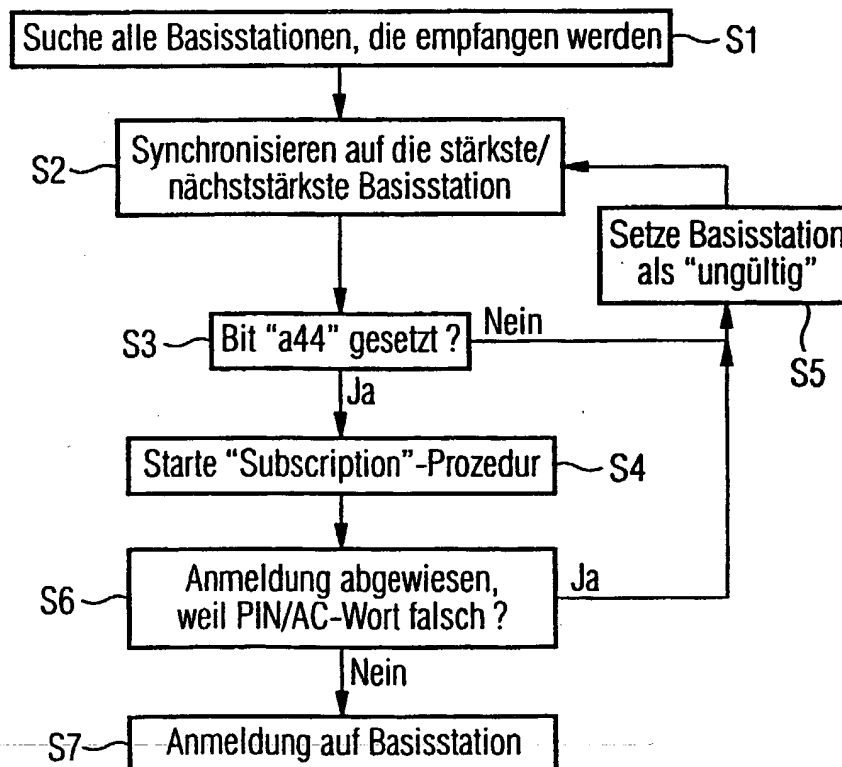 Suche alle Basisstationen, die empfangen werden
S1
S2
Synchronisieren auf die stärkste/
nächststärkste Basisstation
Setze Basisstation
als "ungültig"
S5
S3
Bit "a44" gesetzt ?
Nein
Ja
Starte "Subscription"-Prozedur
S4
S6
Anmeldung abgewiesen,
weil PIN/AC-Wort falsch ?
Ja
Nein
S7
Anmeldung auf Basisstation